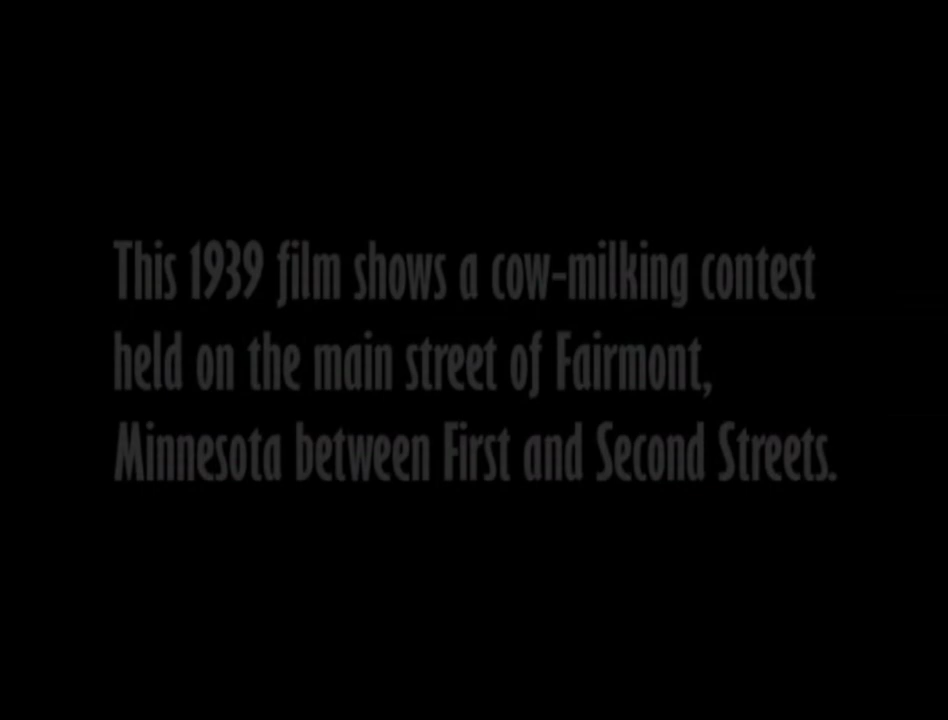 This 1939 film shows a cow-milking contest
held on the main street of Fairmont,
Minnesota between First and Second Streets.